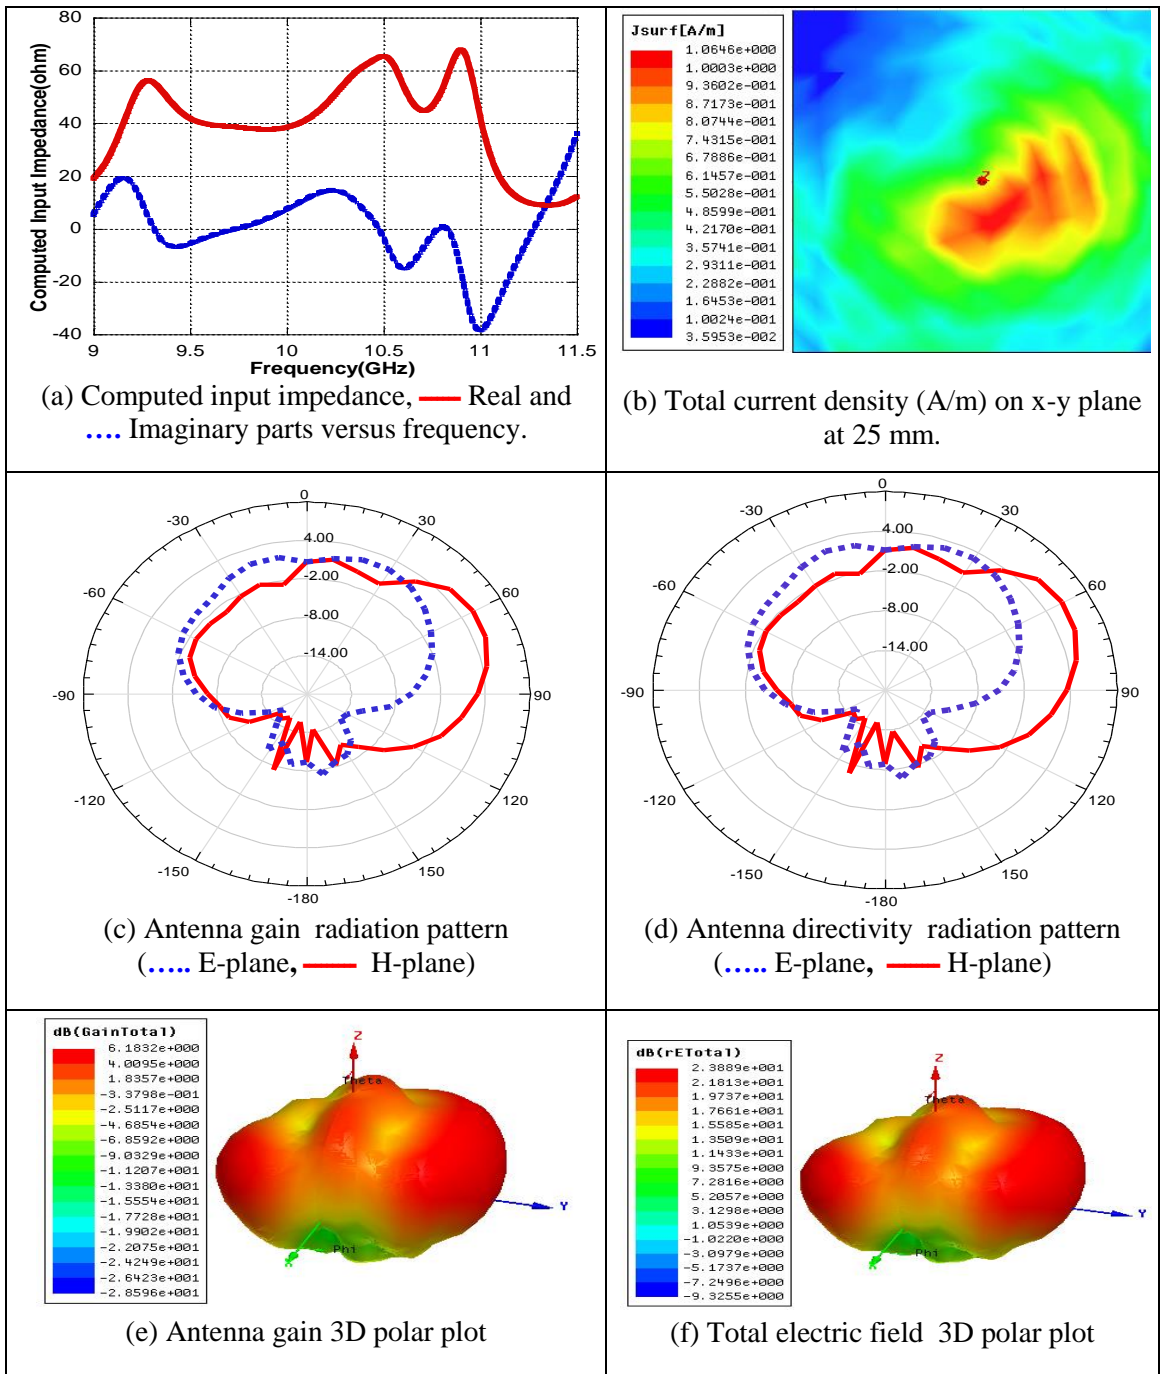 80
60
40
20
0
-20
-40
Computed Input Impedance(ohm)
9
9.5
10
10.5
11
11.5
Frequency(GHz)
(a) Computed input impedance, Real and
Imaginary parts versus frequency.
Jsurf[A/m]
1.0646e+000
1.0003e+000
9.3602e-001
8.7173e-001
8.0744e-001
7.4315e-001
6.7886e-001
6.1457e-001
5.5028e-001
4.8599e-001
4.2170e-001
3.5741e-001
2.9311e-001
2.2882e-001
1.6453e-001
1.0024e-001
3.5953e-002
Z
(b) Total current density (A/m) on x-y plane
at 25 mm.
0
-30
30
4.00
-2.00
-60
60
-8.00
-14.00
-90
90
-120
120
-150
150
-180
(c) Antenna gain radiation pattern
(..... E-plane, H-plane)
0
-30
30
4.00
-2.00
-60
60
-8.00
-14.00
-90
90
-120
120
-150
150
-180
(d) Antenna directivity radiation pattern
(..... E-plane, H-plane)
dB(GainTotal)
6.1832e+000
4.0095e+000
1.8357e+000
-3.3798e-001
-2.5117e+000
-4.6854e+000
-6.8592e+000
-9.0329e+000
-1.1207e+001
-1.3380e+001
-1.5554e+001
-1.7728e+001
-1.9902e+001
-2.2075e+001
-2.4249e+001
-2.6423e+001
-2.8596e+001
Z
Theta
Y
Phi
X
(e) Antenna gain 3D polar plot
dB(rETotal)
2.3889e+001
2.1813e+001
1.9737e+001
1.7661e+001
1.5585e+001
1.3509e+001
1.1433e+001
9.3575e+000
7.2816e+000
5.2057e+000
3.1298e+000
1.0539e+000
-1.0220e+000
-3.0979e+000
-5.1737e+000
-7.2496e+000
-9.3255e+000
Z
Theta
Y
Phi
X
(f) Total electric field 3D polar plot